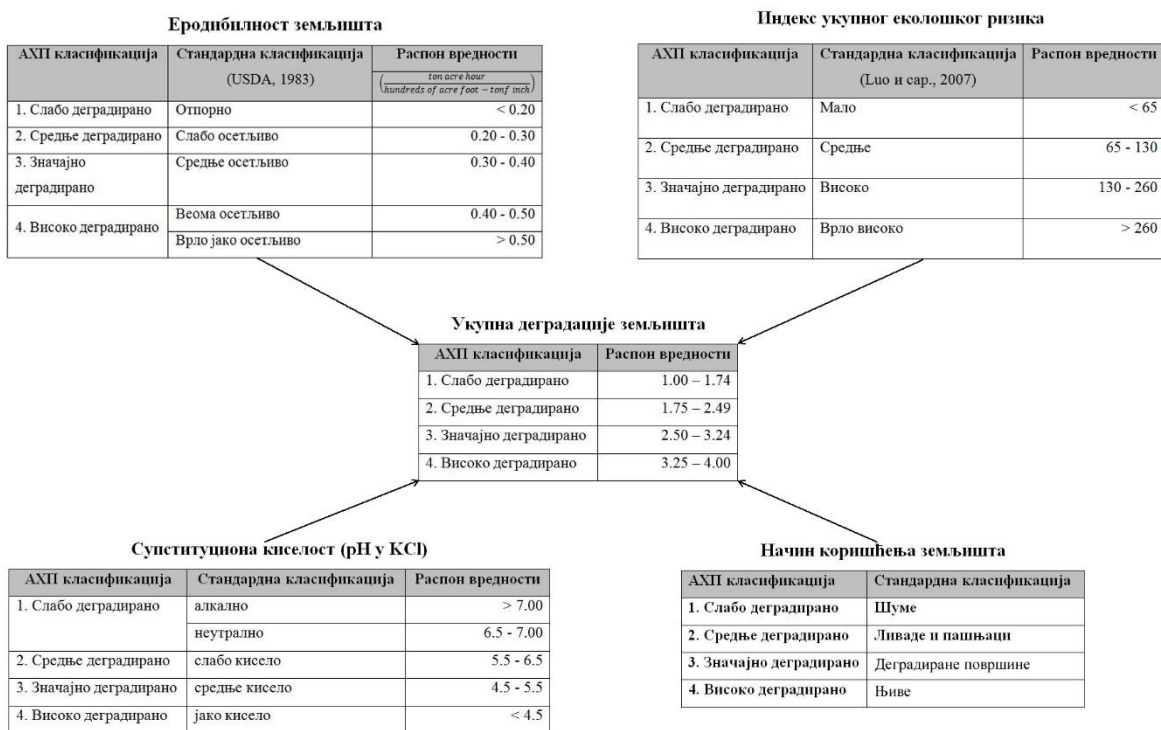 Еродибилност земљишта
АХП класификација Стандардна класификација Распон вредности
(USDA, 1983) (ton acre hour / hundreds of acre foot − tonf inch)
1. Слабо деградирано Отпорно < 0.20
2. Средње деградирано Слабо осетљиво 0.20 - 0.30
3. Значајно Средње осетљиво 0.30 - 0.40
деградирано
4. Високо деградирано Веома осетљиво 0.40 - 0.50
Врло јако осетљиво > 0.50
Индекс укупног еколошког ризика
АХП класификација Стандардна класификација Распон вредности
(Luo и сар., 2007)
1. Слабо деградирано Мало < 65
2. Средње деградирано Средње 65 - 130
3. Значајно деградирано Високо 130 - 260
4. Високо деградирано Врло високо > 260
Укупна деградације земљишта
АХП класификација Распон вредности
1. Слабо деградирано 1.00 – 1.74
2. Средње деградирано 1.75 – 2.49
3. Значајно деградирано 2.50 – 3.24
4. Високо деградирано 3.25 – 4.00
Супституциона киселост (pH у KCl)
АХП класификација Стандардна класификација Распон вредности
1. Слабо деградирано алкално > 7.00
неутрално 6.5 - 7.00
2. Средње деградирано слабо кисело 5.5 - 6.5
3. Значајно деградирано средње кисело 4.5 - 5.5
4. Високо деградирано јако кисело < 4.5
Начин коришћења земљишта
АХП класификација Стандардна класификација
1. Слабо деградирано Шуме
2. Средње деградирано Ливаде и пашњаци
3. Значајно деградирано Деградиране површине
4. Високо деградирано Њиве